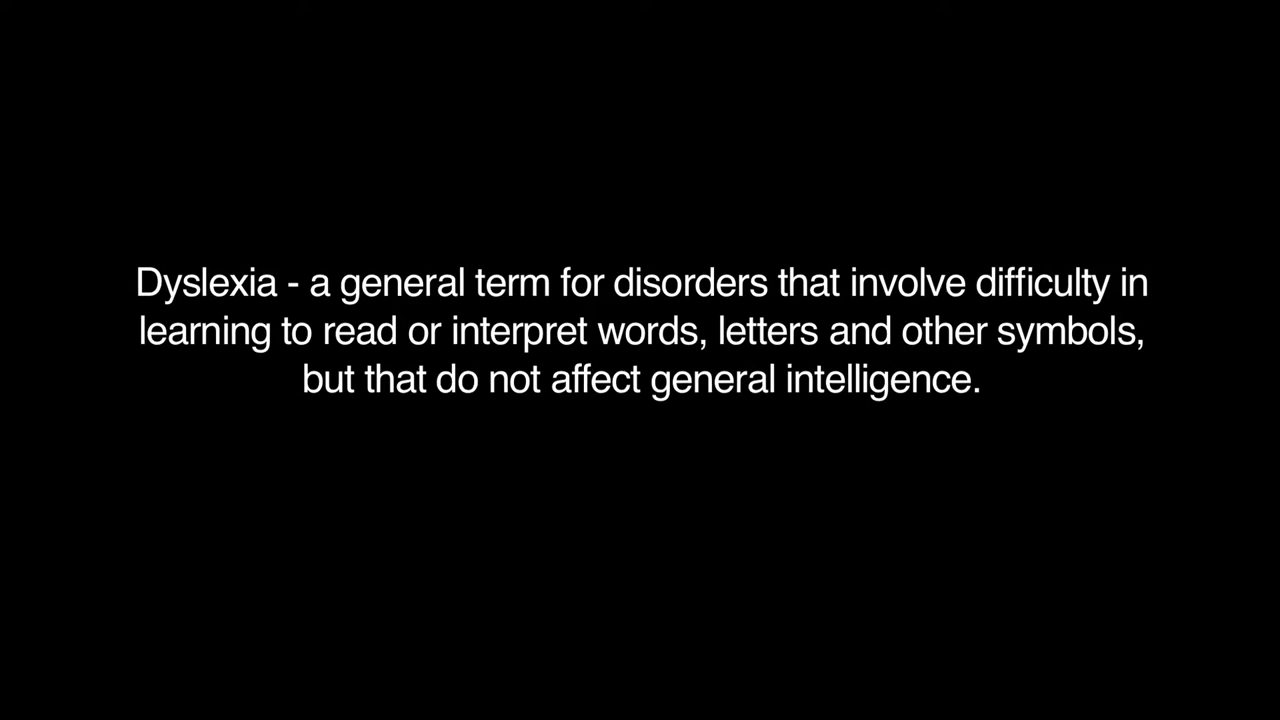 Dyslexia - a general term for disorders that involve difficulty in
learning to read or interpret words, letters and other symbols,
but that do not affect general intelligence.